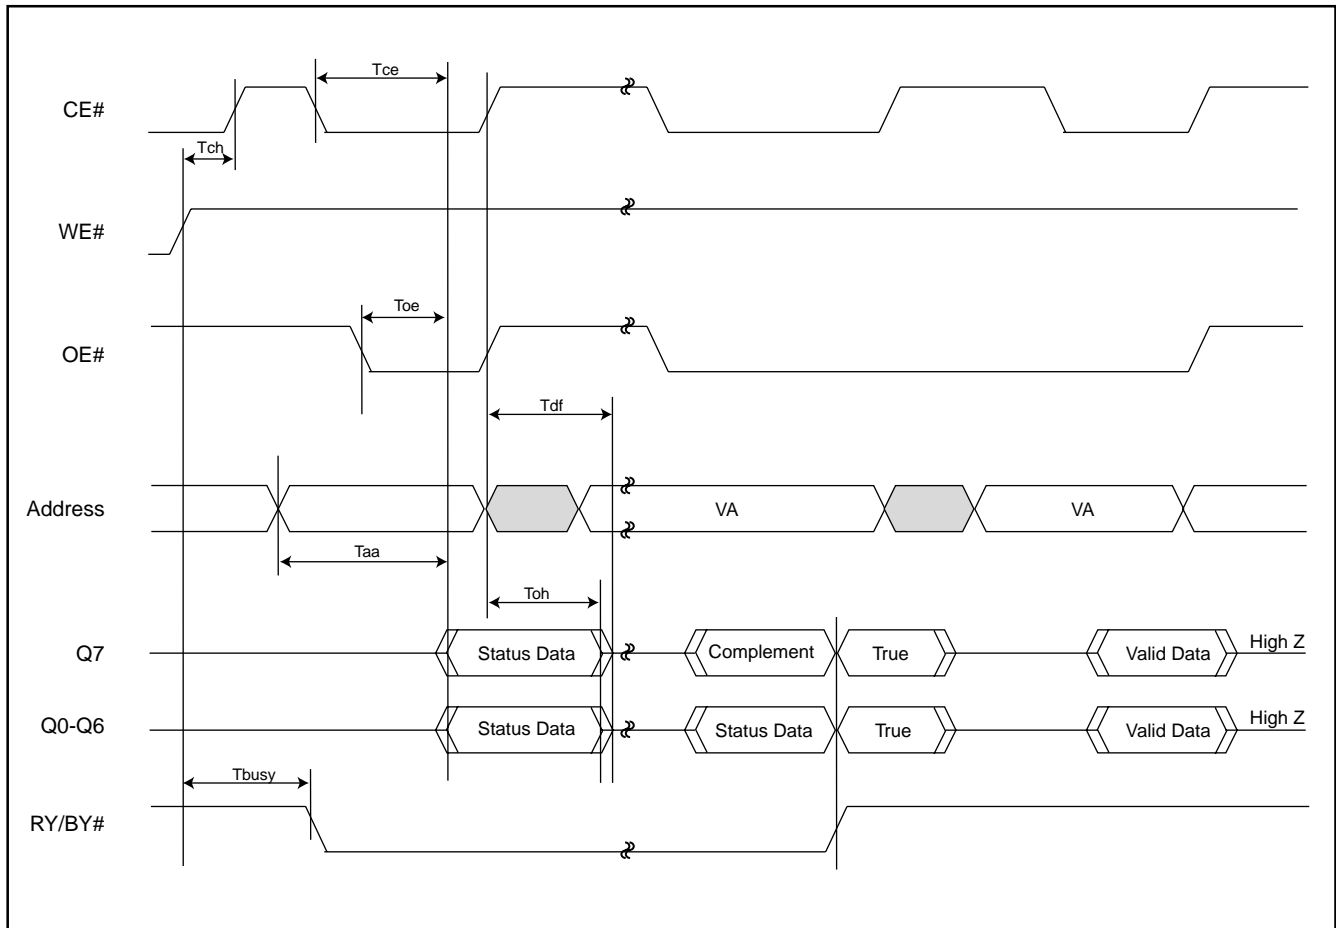 Tce
CE#
Tch
WE#
Toe
OE#
Tdf
Address
VA
VA
Taa
Toh
Q7
Status Data
Complement
True
Valid Data
High Z
Q0-Q6
Status Data
Status Data
True
Valid Data
High Z
Tbusy
RY/BY#